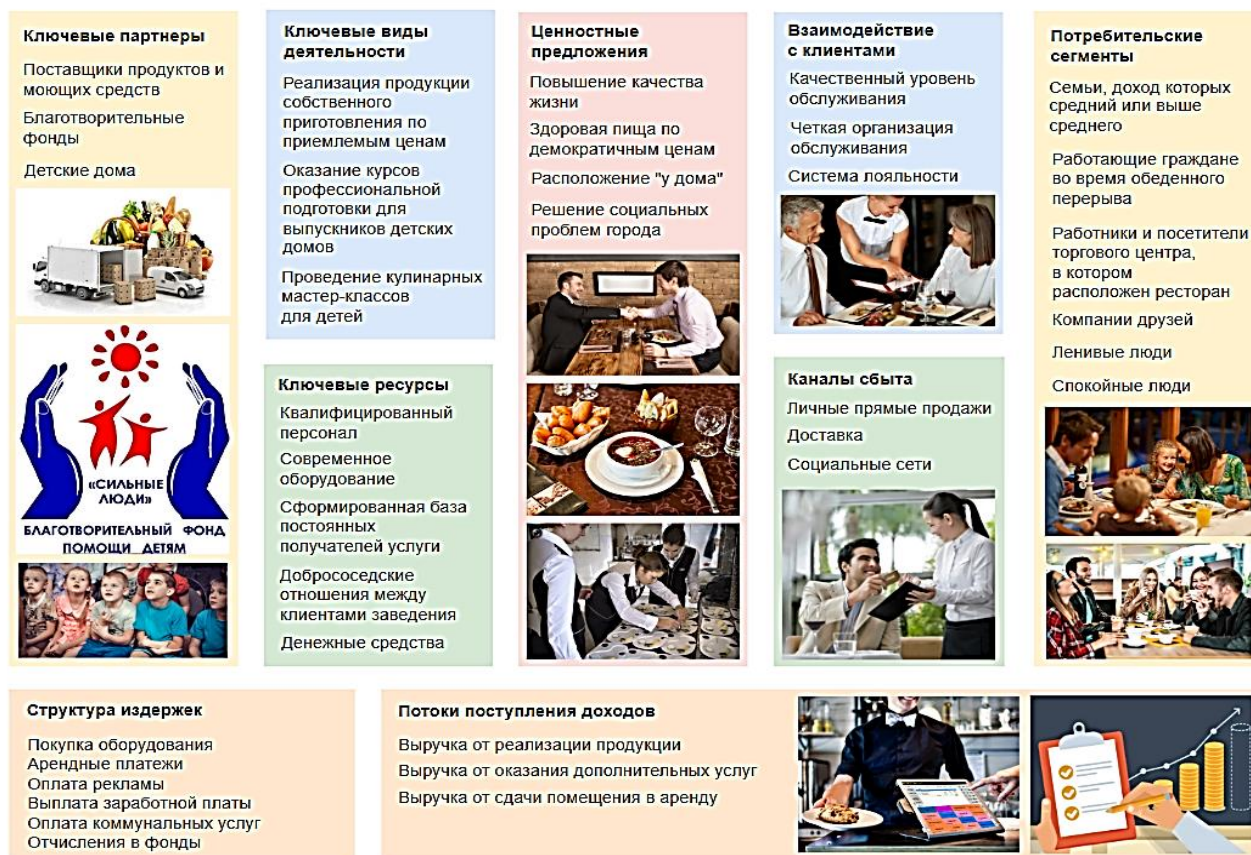 Ключевые партнеры
Поставщики продуктов и
моющих средств
Благотворительные
фонды
Детские дома
«СИЛЬНЫЕ
ЛЮДИ»
БЛАГОТВОРИТЕЛЬНЫЙ ФОНД
ПОМОЩИ ДЕТЯМ
Ключевые виды
деятельности
Реализация продукции
собственного
приготовления по
приемлемым ценам
Оказание курсов
профессиональной
подготовки для
выпускников детских
домов
Проведение кулинарных
мастер-классов
для детей
Ключевые ресурсы
Квалифицированный
персонал
Современное
оборудование
Сформированная база
постоянных
получателей услуги
Добрососедские
отношения между
клиентами заведения
Денежные средства
Ценностные
предложения
Повышение качества
жизни
Здоровая пища по
демократичным ценам
Расположение "у дома"
Решение социальных
проблем города
Взаимодействие
с клиентами
Качественный уровень
обслуживания
Четкая организация
обслуживания
Система лояльности
Каналы сбыта
Личные прямые продажи
Доставка
Социальные сети
Потребительские
сегменты
Семьи, доход которых
средний или выше
среднего
Работающие граждане
во время обеденного
перерыва
Работники и посетители
торгового центра,
в котором
расположен ресторан
Компании друзей
Ленивые люди
Спокойные люди
Структура издержек
Покупка оборудования
Арендные платежи
Оплата рекламы
Выплата заработной платы
Оплата коммунальных услуг
Отчисления в фонды
Потоки поступления доходов
Выручка от реализации продукции
Выручка от оказания дополнительных услуг
Выручка от сдачи помещения в аренду